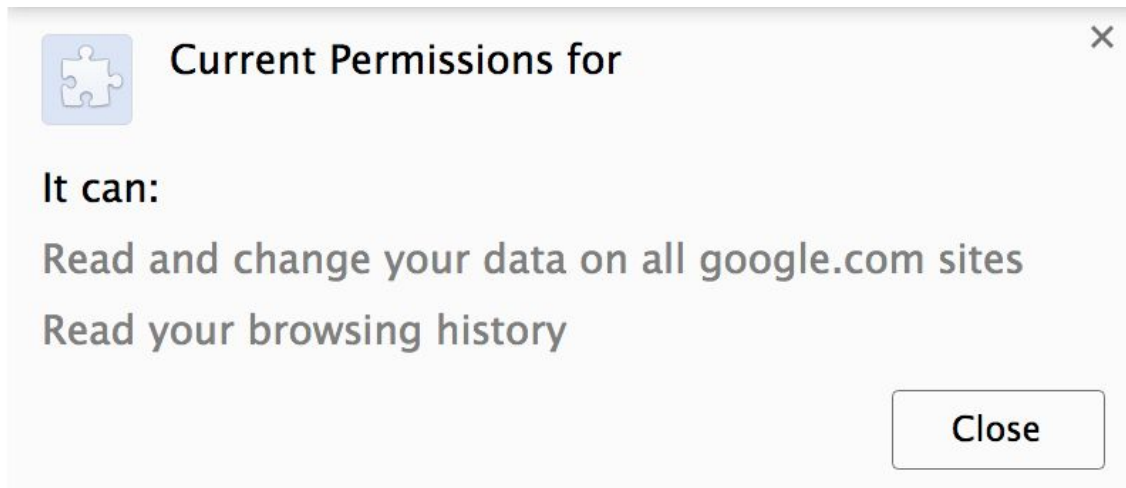 Current Permissions for
It can:
Read and change your data on all google.com sites
Read your browsing history
Close